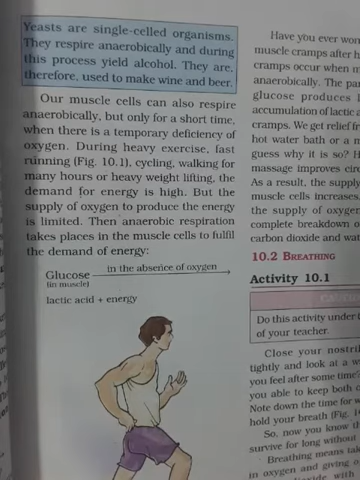 Yeasts are single-celled organisms.
They respire anaerobically and during
this process yield alcohol. They are,
therefore, used to make wine and beer.
Our muscle cells can also respire
anaerobically, but only for a short time,
when there is a temporary deficiency of
oxygen. During heavy exercise, fast
running (Fig. 10.1), cycling, walking for
many hours or heavy weight lifting, the
demand for energy is high. But the
supply of oxygen to produce the energy
is limited. Then anaerobic respiration
takes places in the muscle cells to fulfil
the demand of energy:
in the absence of oxygen
Glucose
(in muscle)
lactic acid + energy
Have you ever won
muscle cramps after h
cramps occur when m
anaerobically. The par
glucose produces l
accumulation of lactic a
cramps. We get relief fr
hot water bath or a m
guess why it is so? H
massage improves circ
As a result, the supply
muscle cells increases.
the supply of oxygen
complete breakdown o
carbon dioxide and wat
10.2 BREATHING
Activity 10.1
Do this activity under t
of your teacher.
Close your nostril
tightly and look at a w
you feel after some time?
you able to keep both o
Note down the time for w
hold your breath (Fig. 1
So, now you know th
survive for long without
Breathing means tak
in oxygen and giving o
with